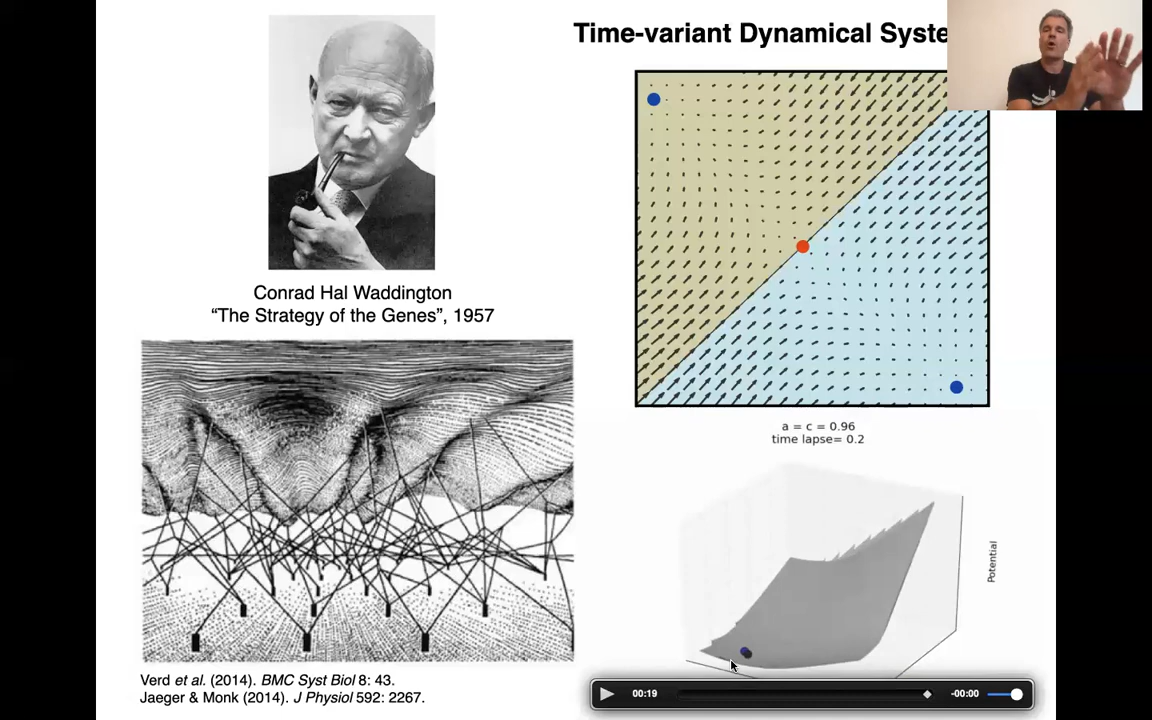 Time-variant Dynamical Syste
Conrad Hal Waddington
“The Strategy of the Genes”, 1957
a = c = 0.96
time lapse= 0.2
Potential
Verd et al. (2014). BMC Syst Biol 8: 43.
Jaeger & Monk (2014). J Physiol 592: 2267.
00:19
-00:00